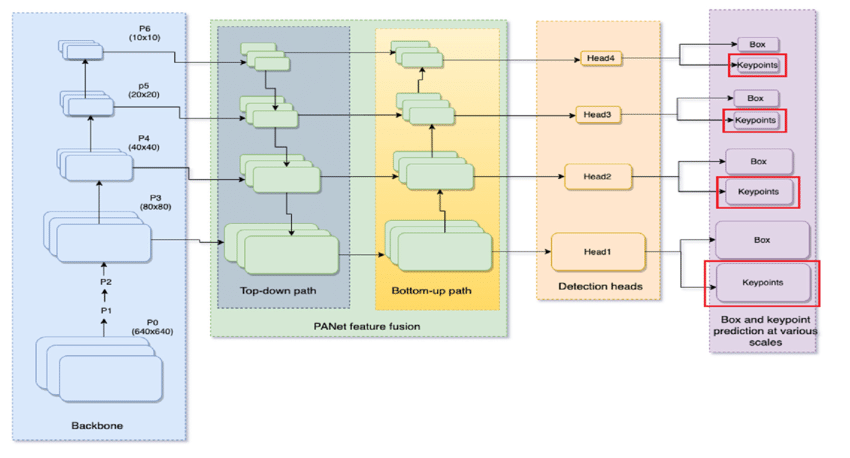 P6
(10x10)
p5
(20x20)
P4
(40x40)
P3
(80x80)
P2
P1
P0
(640x640)
Backbone
Top-down path
Bottom-up path
PANet feature fusion
Head4
Head3
Head2
Head1
Detection heads
Box
Keypoints
Box
Keypoints
Box
Keypoints
Box
Keypoints
Box and keypoint
prediction at various
scales